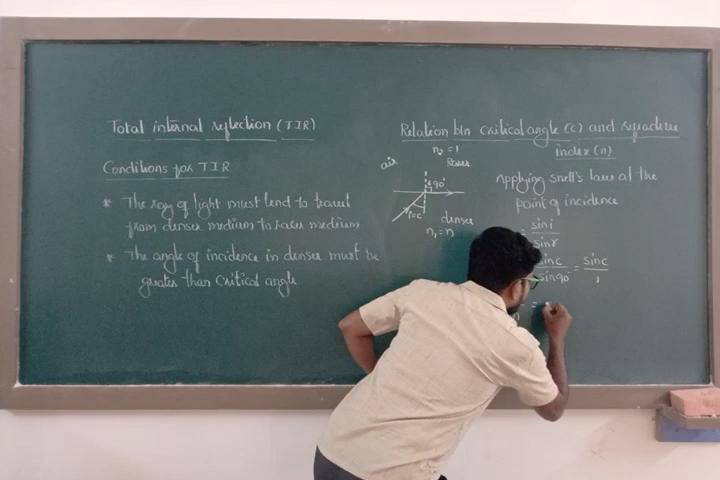 Total internal reflection (TIR)
Conditions for TIR
* The ray of light must tend to travel
from denser medium to rarer medium
* The angle of incidence in denser must be
greater than critical angle
Relation btn critical angle (c) and refractive
index (n)
n₂ = 1
air
Rarer
90°
i=c
denser
n₁ = n
Applying snell's law at the
point of incidence
= sin i / sin r
sin c / sin 90° = sin c / 1
n =